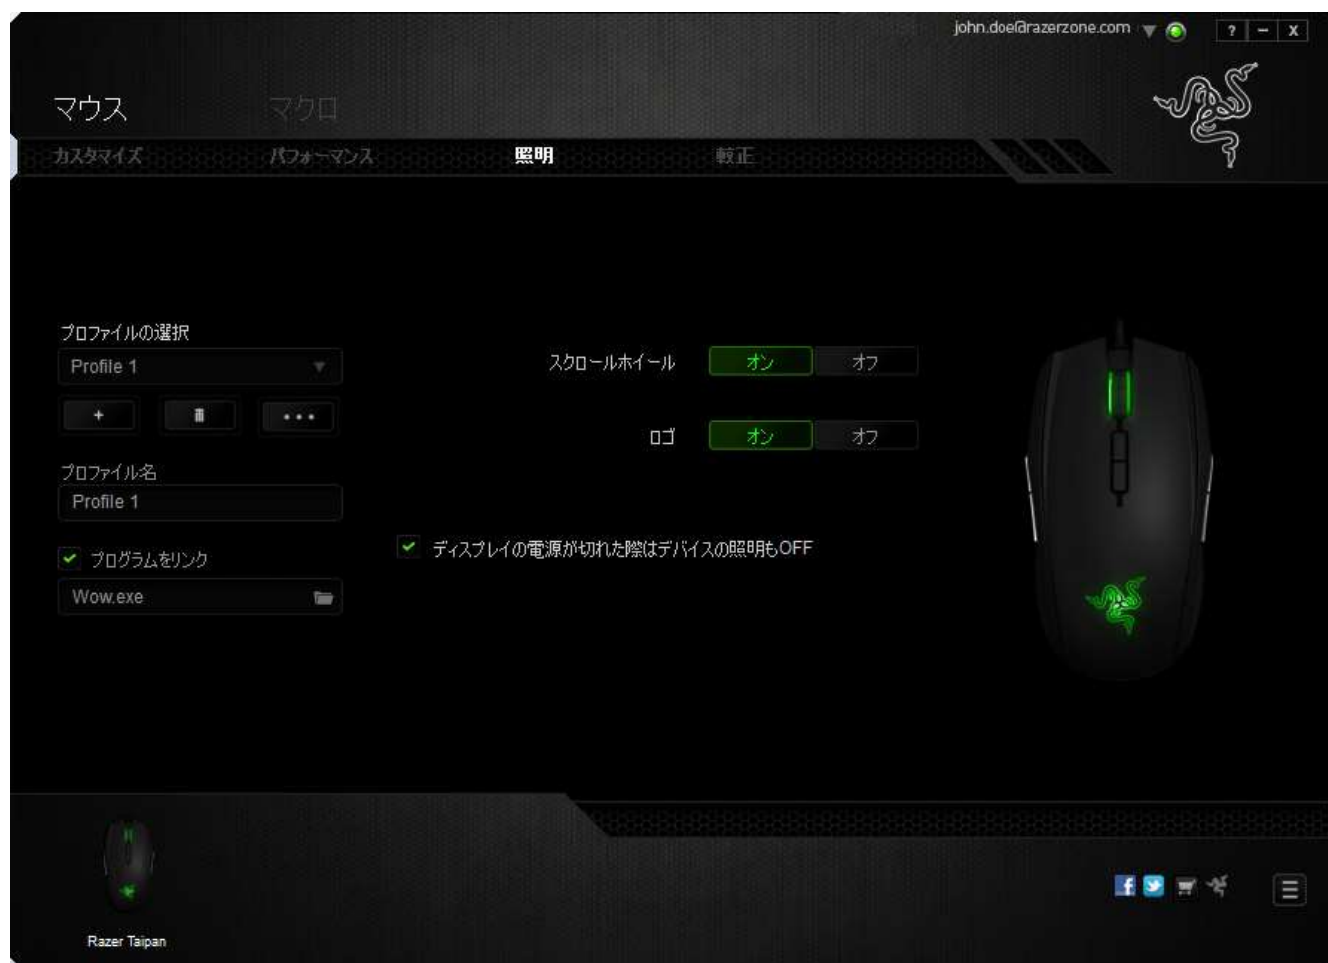 john.doe@razerzone.com
? – X
マウス マクロ
カスタマイズ パフォーマンス 照明 較正
プロファイルの選択
Profile 1
+ •••
プロファイル名
Profile 1
プログラムをリンク
Wow.exe
スクロールホイール オン オフ
ロゴ オン オフ
ディスプレイの電源が切れた際はデバイスの照明もOFF
Razer Taipan